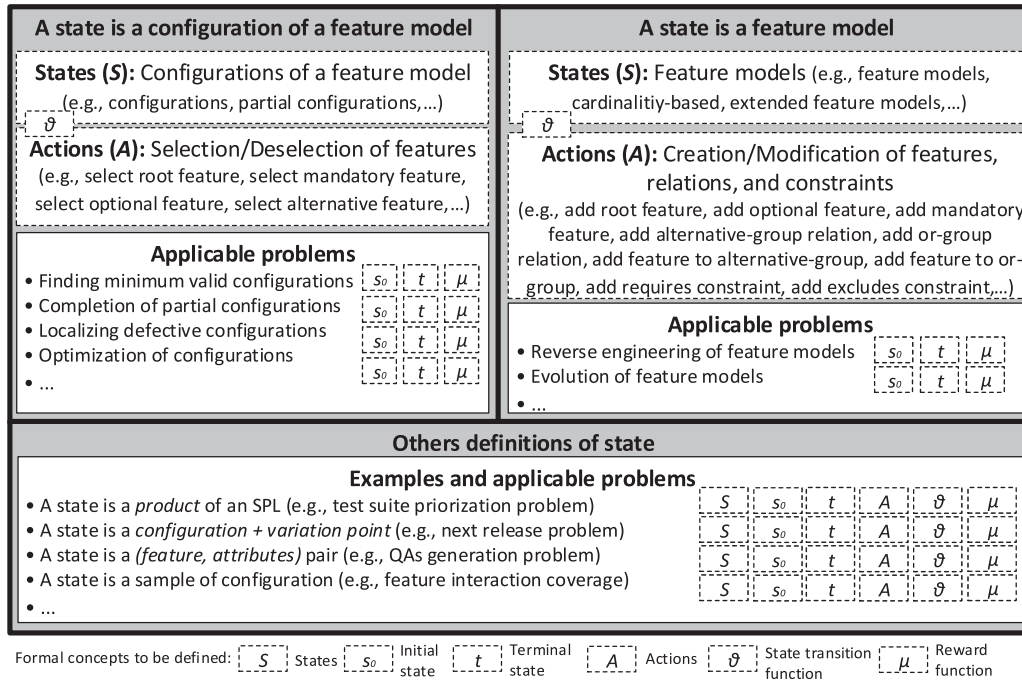 A state is a configuration of a feature model
States (S): Configurations of a feature model
(e.g., configurations, partial configurations,…)
ϑ
Actions (A): Selection/Deselection of features
(e.g., select root feature, select mandatory feature,
select optional feature, select alternative feature,…)
Applicable problems
• Finding minimum valid configurations s₀ t μ
• Completion of partial configurations s₀ t μ
• Localizing defective configurations s₀ t μ
• Optimization of configurations s₀ t μ
• ...
A state is a feature model
States (S): Feature models (e.g., feature models,
cardinalitiy-based, extended feature models,…)
ϑ
Actions (A): Creation/Modification of features,
relations, and constraints
(e.g., add root feature, add optional feature, add mandatory
feature, add alternative-group relation, add or-group
relation, add feature to alternative-group, add feature to or-
group, add requires constraint, add excludes constraint,…)
Applicable problems
• Reverse engineering of feature models s₀ t μ
• Evolution of feature models s₀ t μ
• ...
Others definitions of state
Examples and applicable problems
• A state is a product of an SPL (e.g., test suite priorization problem) S s₀ t A ϑ μ
• A state is a configuration + variation point (e.g., next release problem) S s₀ t A ϑ μ
• A state is a (feature, attributes) pair (e.g., QAs generation problem) S s₀ t A ϑ μ
• A state is a sample of configuration (e.g., feature interaction coverage) S s₀ t A ϑ μ
• ...
Formal concepts to be defined: S States s₀ Initial state t Terminal state A Actions ϑ State transition function μ Reward function